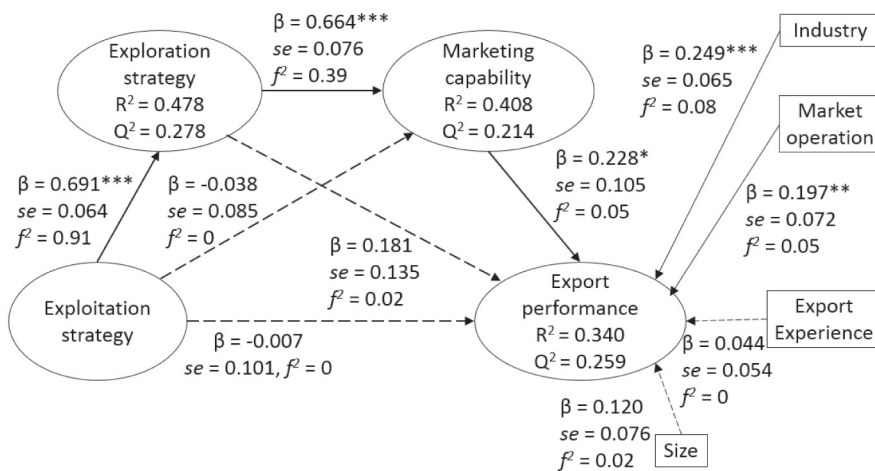 β = 0.664***
se = 0.076
f² = 0.39
Exploration
strategy
R² = 0.478
Q² = 0.278
Marketing
capability
R² = 0.408
Q² = 0.214
β = 0.249***
se = 0.065
f² = 0.08
Industry
Market
operation
β = 0.691***
se = 0.064
f² = 0.91
β = -0.038
se = 0.085
f² = 0
β = 0.228*
se = 0.105
f² = 0.05
β = 0.197**
se = 0.072
f² = 0.05
β = 0.181
se = 0.135
f² = 0.02
Exploitation
strategy
Export
performance
R² = 0.340
Q² = 0.259
Export
Experience
β = -0.007
se = 0.101, f² = 0
β = 0.044
se = 0.054
f² = 0
β = 0.120
se = 0.076
f² = 0.02
Size